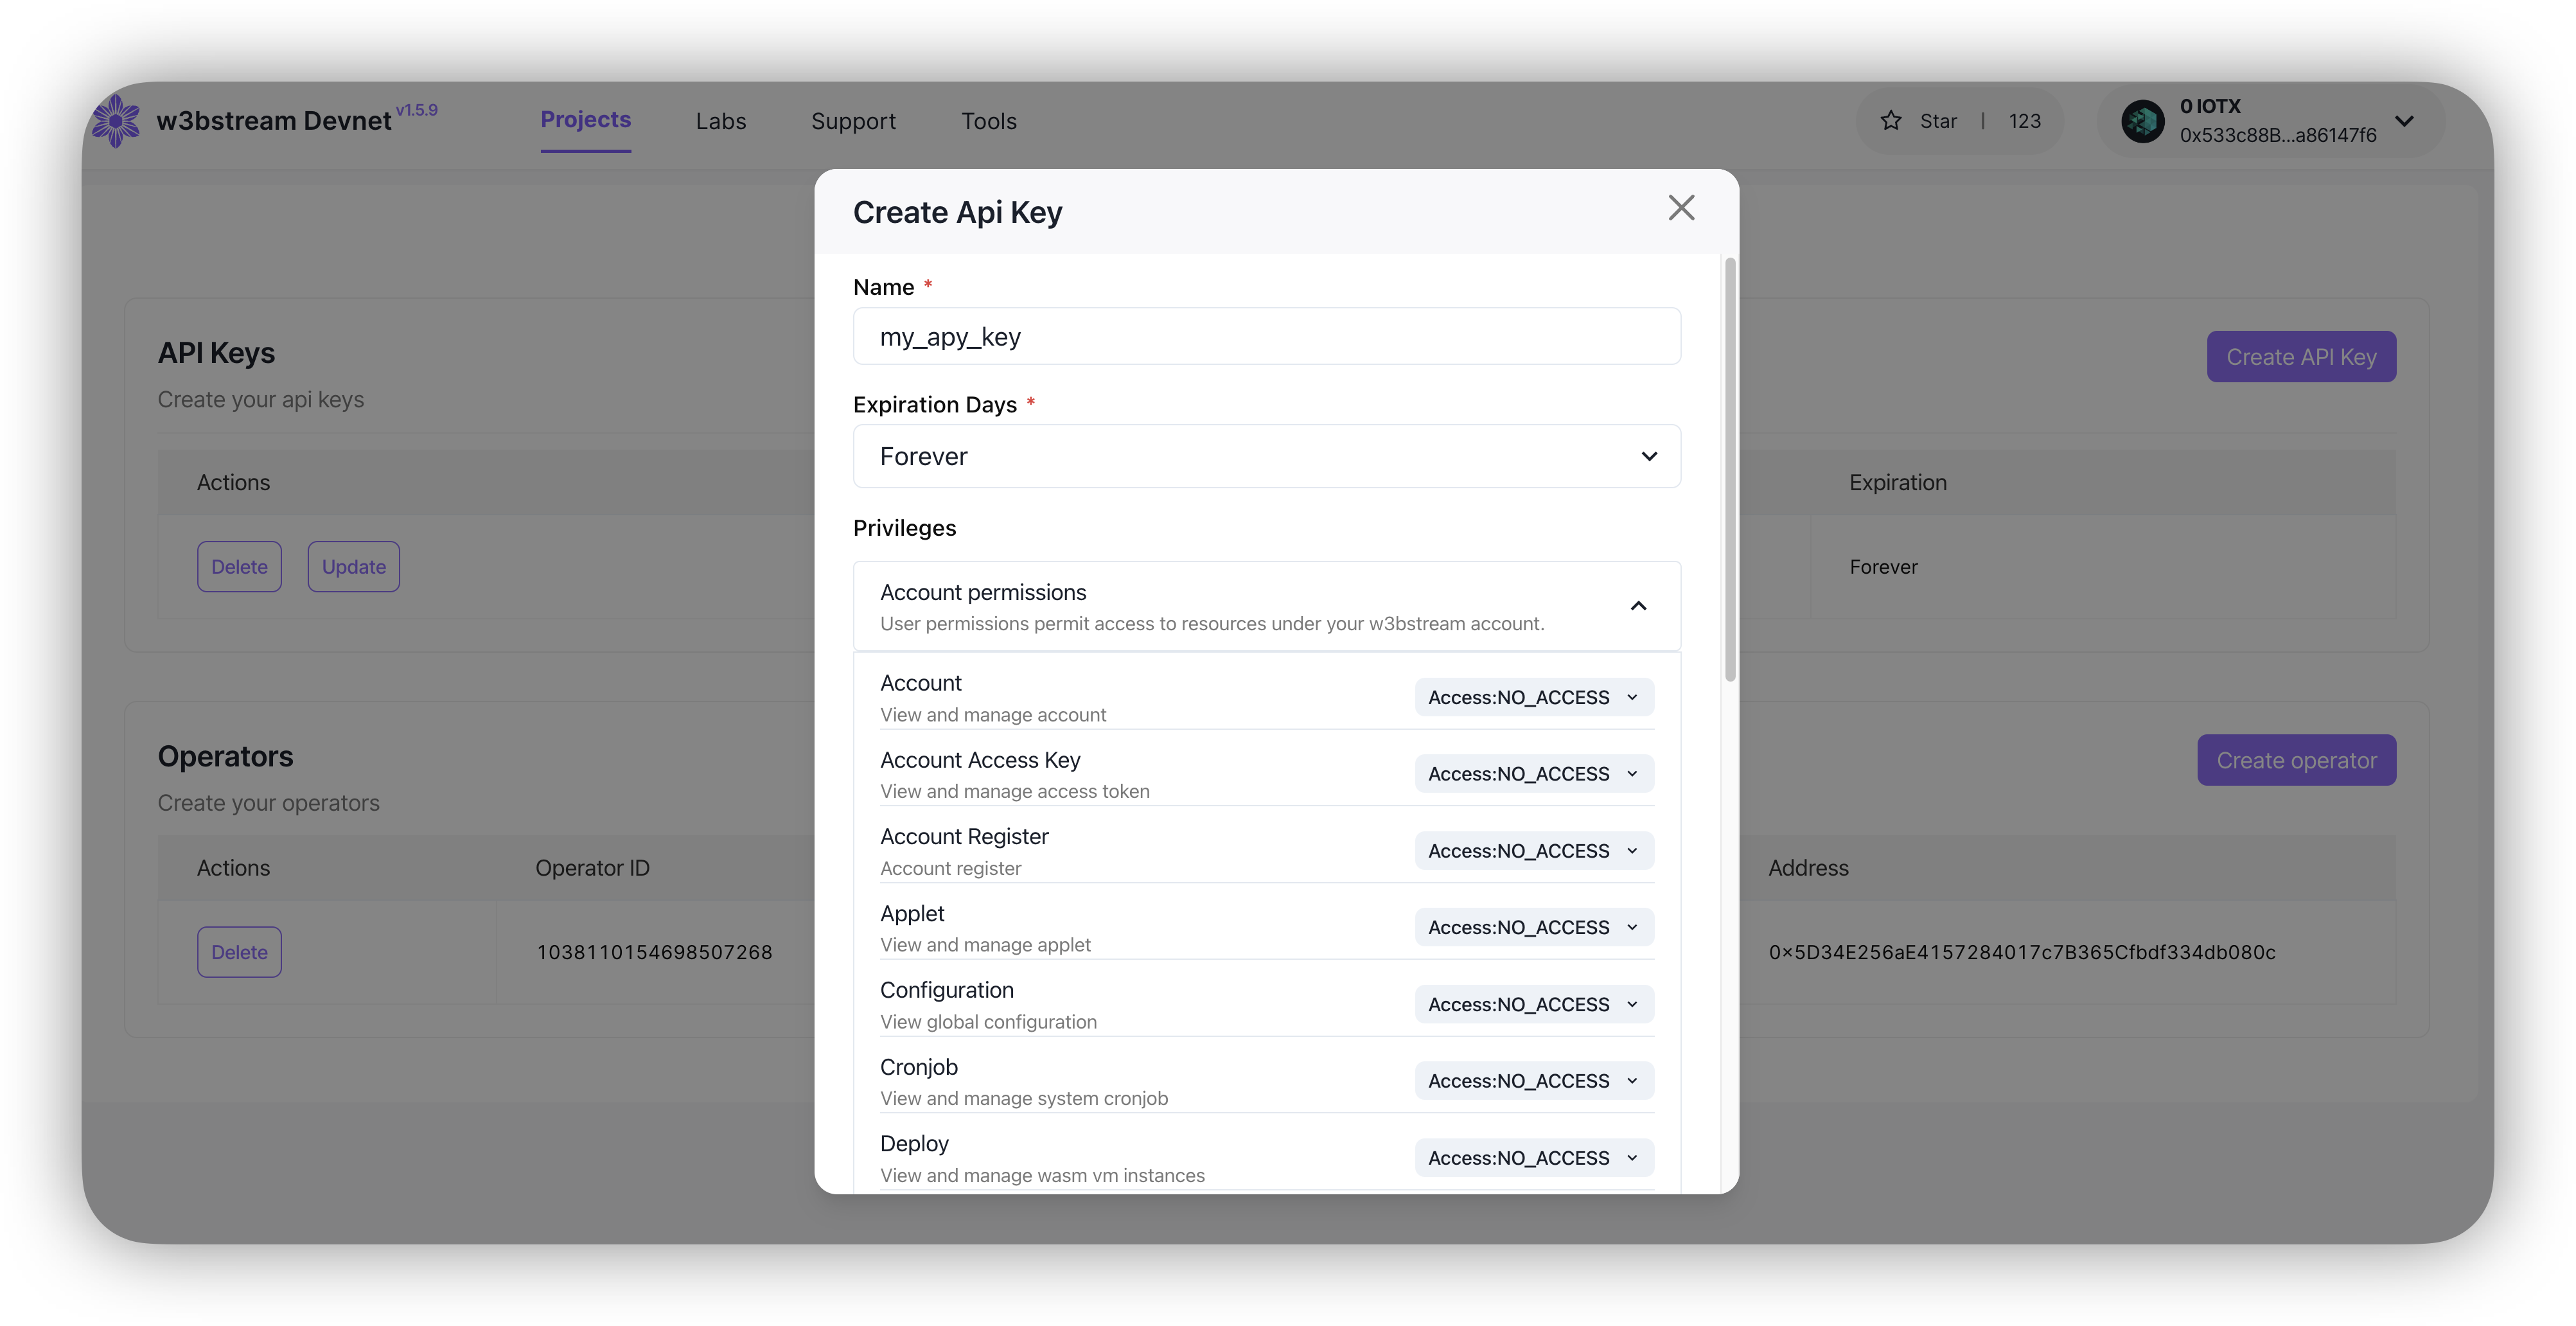 w3bstream Devnet v1.5.9
Projects
Labs
Support
Tools
Star | 123
0 IOTX
0x533c88B...a86147f6
API Keys
Create your api keys
Create API Key
Actions
Expiration
Delete
Update
Forever
Operators
Create your operators
Create operator
Actions
Operator ID
Address
Delete
1038110154698507268
0x5D34E256aE4157284017c7B365Cfbdf334db080c
Create Api Key
Name *
my_apy_key
Expiration Days *
Forever
Privileges
Account permissions
User permissions permit access to resources under your w3bstream account.
Account
View and manage account
Access:NO_ACCESS
Account Access Key
View and manage access token
Access:NO_ACCESS
Account Register
Account register
Access:NO_ACCESS
Applet
View and manage applet
Access:NO_ACCESS
Configuration
View global configuration
Access:NO_ACCESS
Cronjob
View and manage system cronjob
Access:NO_ACCESS
Deploy
View and manage wasm vm instances
Access:NO_ACCESS